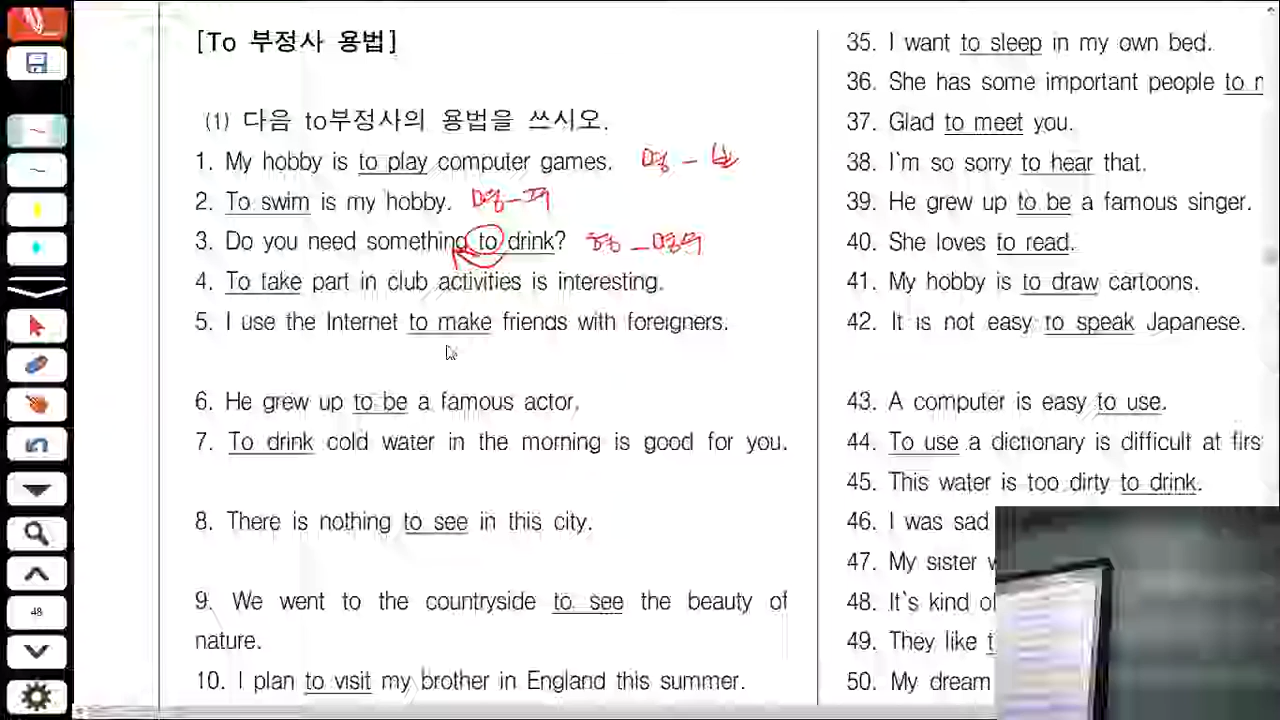 [To 부정사 용법]
(1) 다음 to부정사의 용법을 쓰시오.
1. My hobby is to play computer games. 명 - 보
2. To swim is my hobby. 명-주
3. Do you need something to drink? 형 - 명수
4. To take part in club activities is interesting.
5. I use the Internet to make friends with foreigners.
6. He grew up to be a famous actor.
7. To drink cold water in the morning is good for you.
8. There is nothing to see in this city.
9. We went to the countryside to see the beauty of
nature.
10. I plan to visit my brother in England this summer.
35. I want to sleep in my own bed.
36. She has some important people to
37. Glad to meet you.
38. I'm so sorry to hear that.
39. He grew up to be a famous singer.
40. She loves to read.
41. My hobby is to draw cartoons.
42. It is not easy to speak Japanese.
43. A computer is easy to use.
44. To use a dictionary is difficult at firs
45. This water is too dirty to drink.
46. I was sad
47. My sister
48. It's kind
49. They like
50. My dream
48